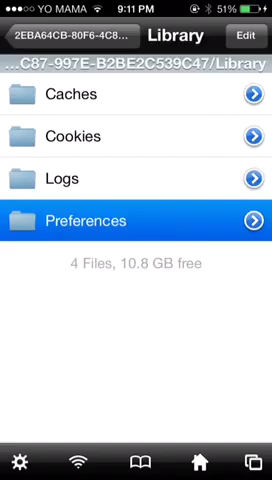 YO MAMA 9:11 PM 51%
2EBA64CB-80F6-4C8... Library Edit
...C87-997E-B2BE2C539C47/Library
Caches
Cookies
Logs
Preferences
4 Files, 10.8 GB free